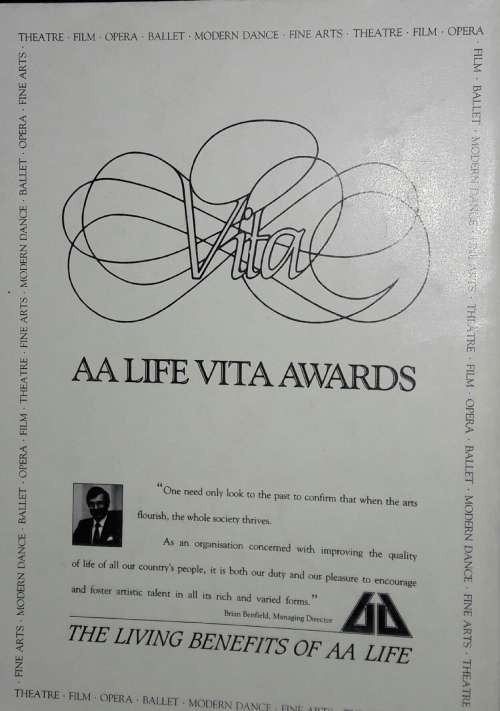 THEATRE · FILM · OPERA · BALLET · MODERN DANCE · FINE ARTS · THEATRE · FILM · OPERA
· FILM · BALLET · MODERN DANCE · FINE ARTS · THEATRE · FILM · OPERA · BALLET · MODERN DANCE · FINE ARTS · THEATRE
· FINE ARTS · MODERN DANCE · BALLET · OPERA · FILM · THEATRE · FINE ARTS · MODERN DANCE · BALLET · OPERA · FINE ARTS ·
Vita
AA LIFE VITA AWARDS
“One need only look to the past to confirm that when the arts
flourish, the whole society thrives.
As an organisation concerned with improving the quality
of life of all our country's people, it is both our duty and our pleasure to encourage
and foster artistic talent in all its rich and varied forms.”
Brian Benfield, Managing Director
THE LIVING BENEFITS OF AA LIFE
THEATRE · FILM · OPERA · BALLET · MODERN DANCE · FINE ARTS ·